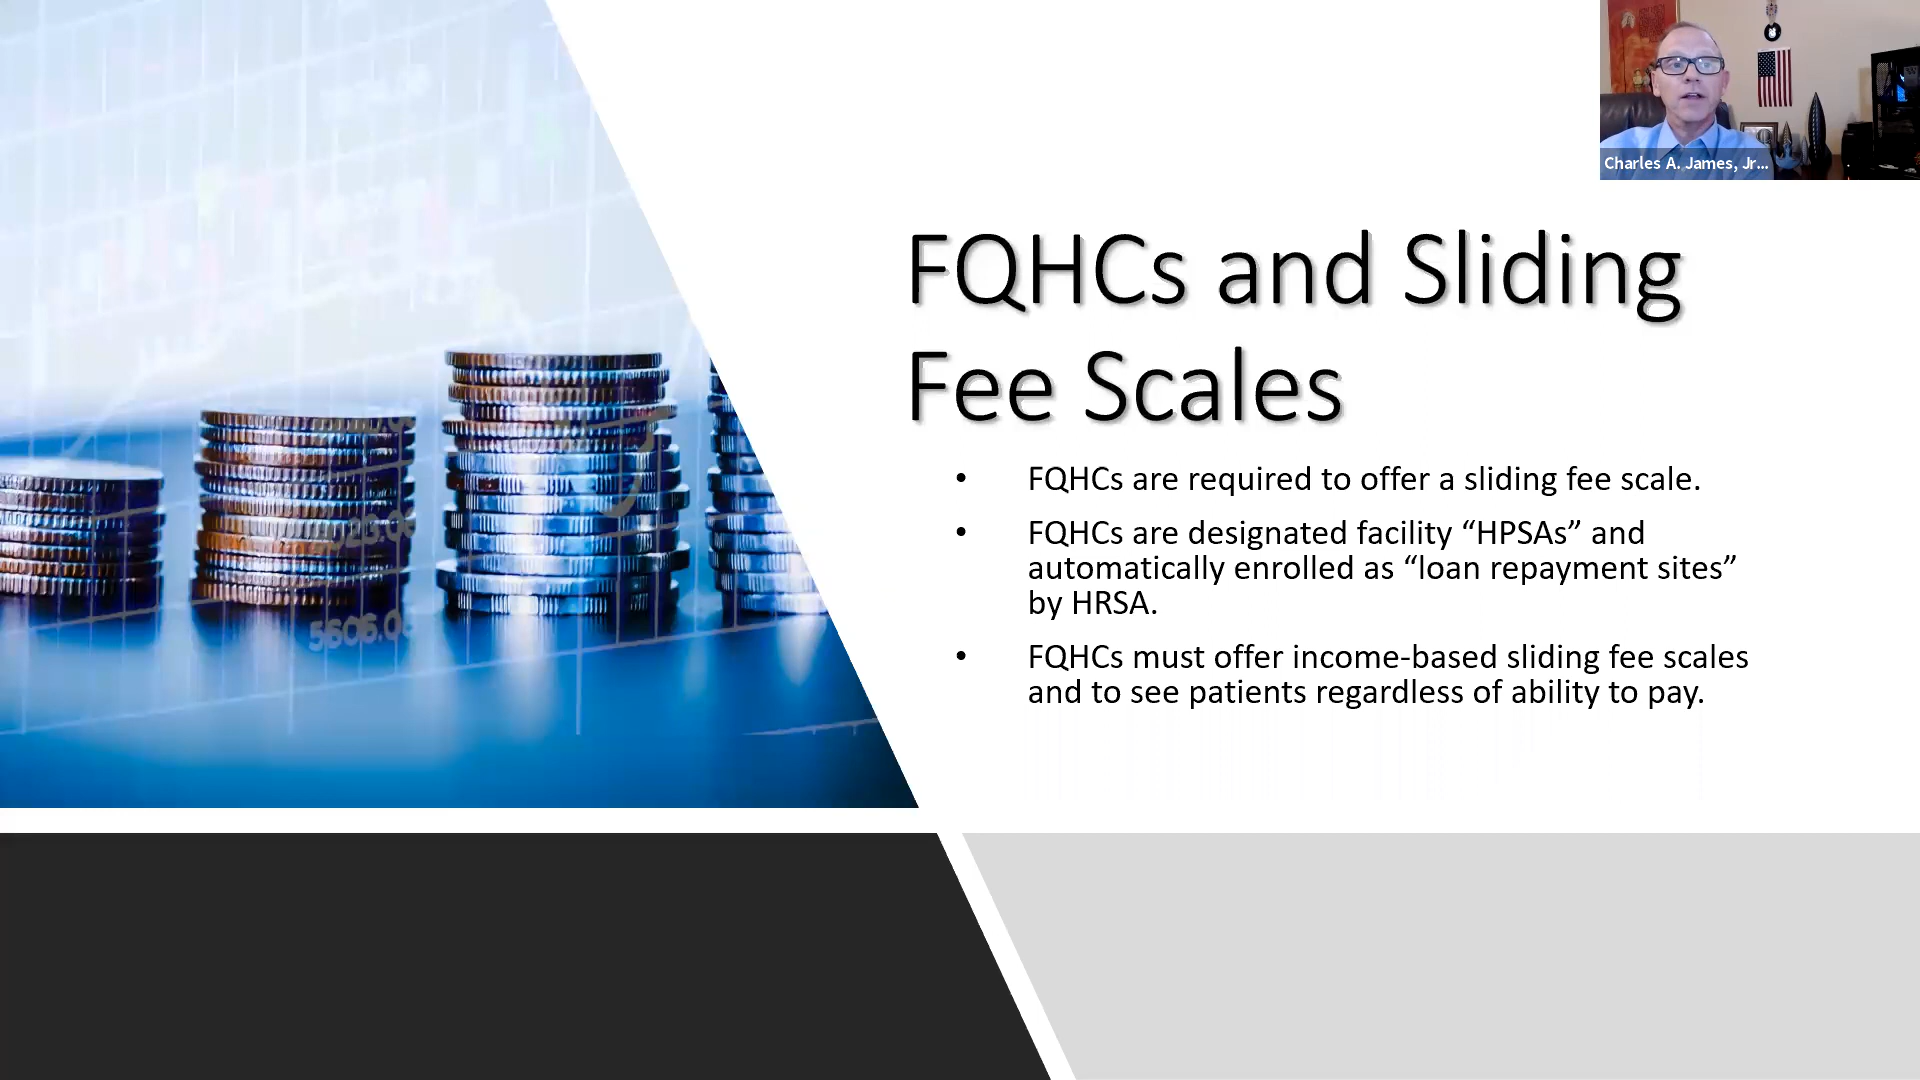 Charles A. James, Jr...
FQHCs and Sliding
Fee Scales
• FQHCs are required to offer a sliding fee scale.
• FQHCs are designated facility “HPSAs” and
automatically enrolled as “loan repayment sites”
by HRSA.
• FQHCs must offer income-based sliding fee scales
and to see patients regardless of ability to pay.